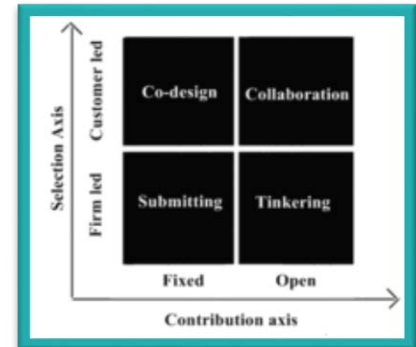 Selection Axis
Customer led
Firm led
Co-design
Collaboration
Submitting
Tinkering
Fixed
Open
Contribution axis